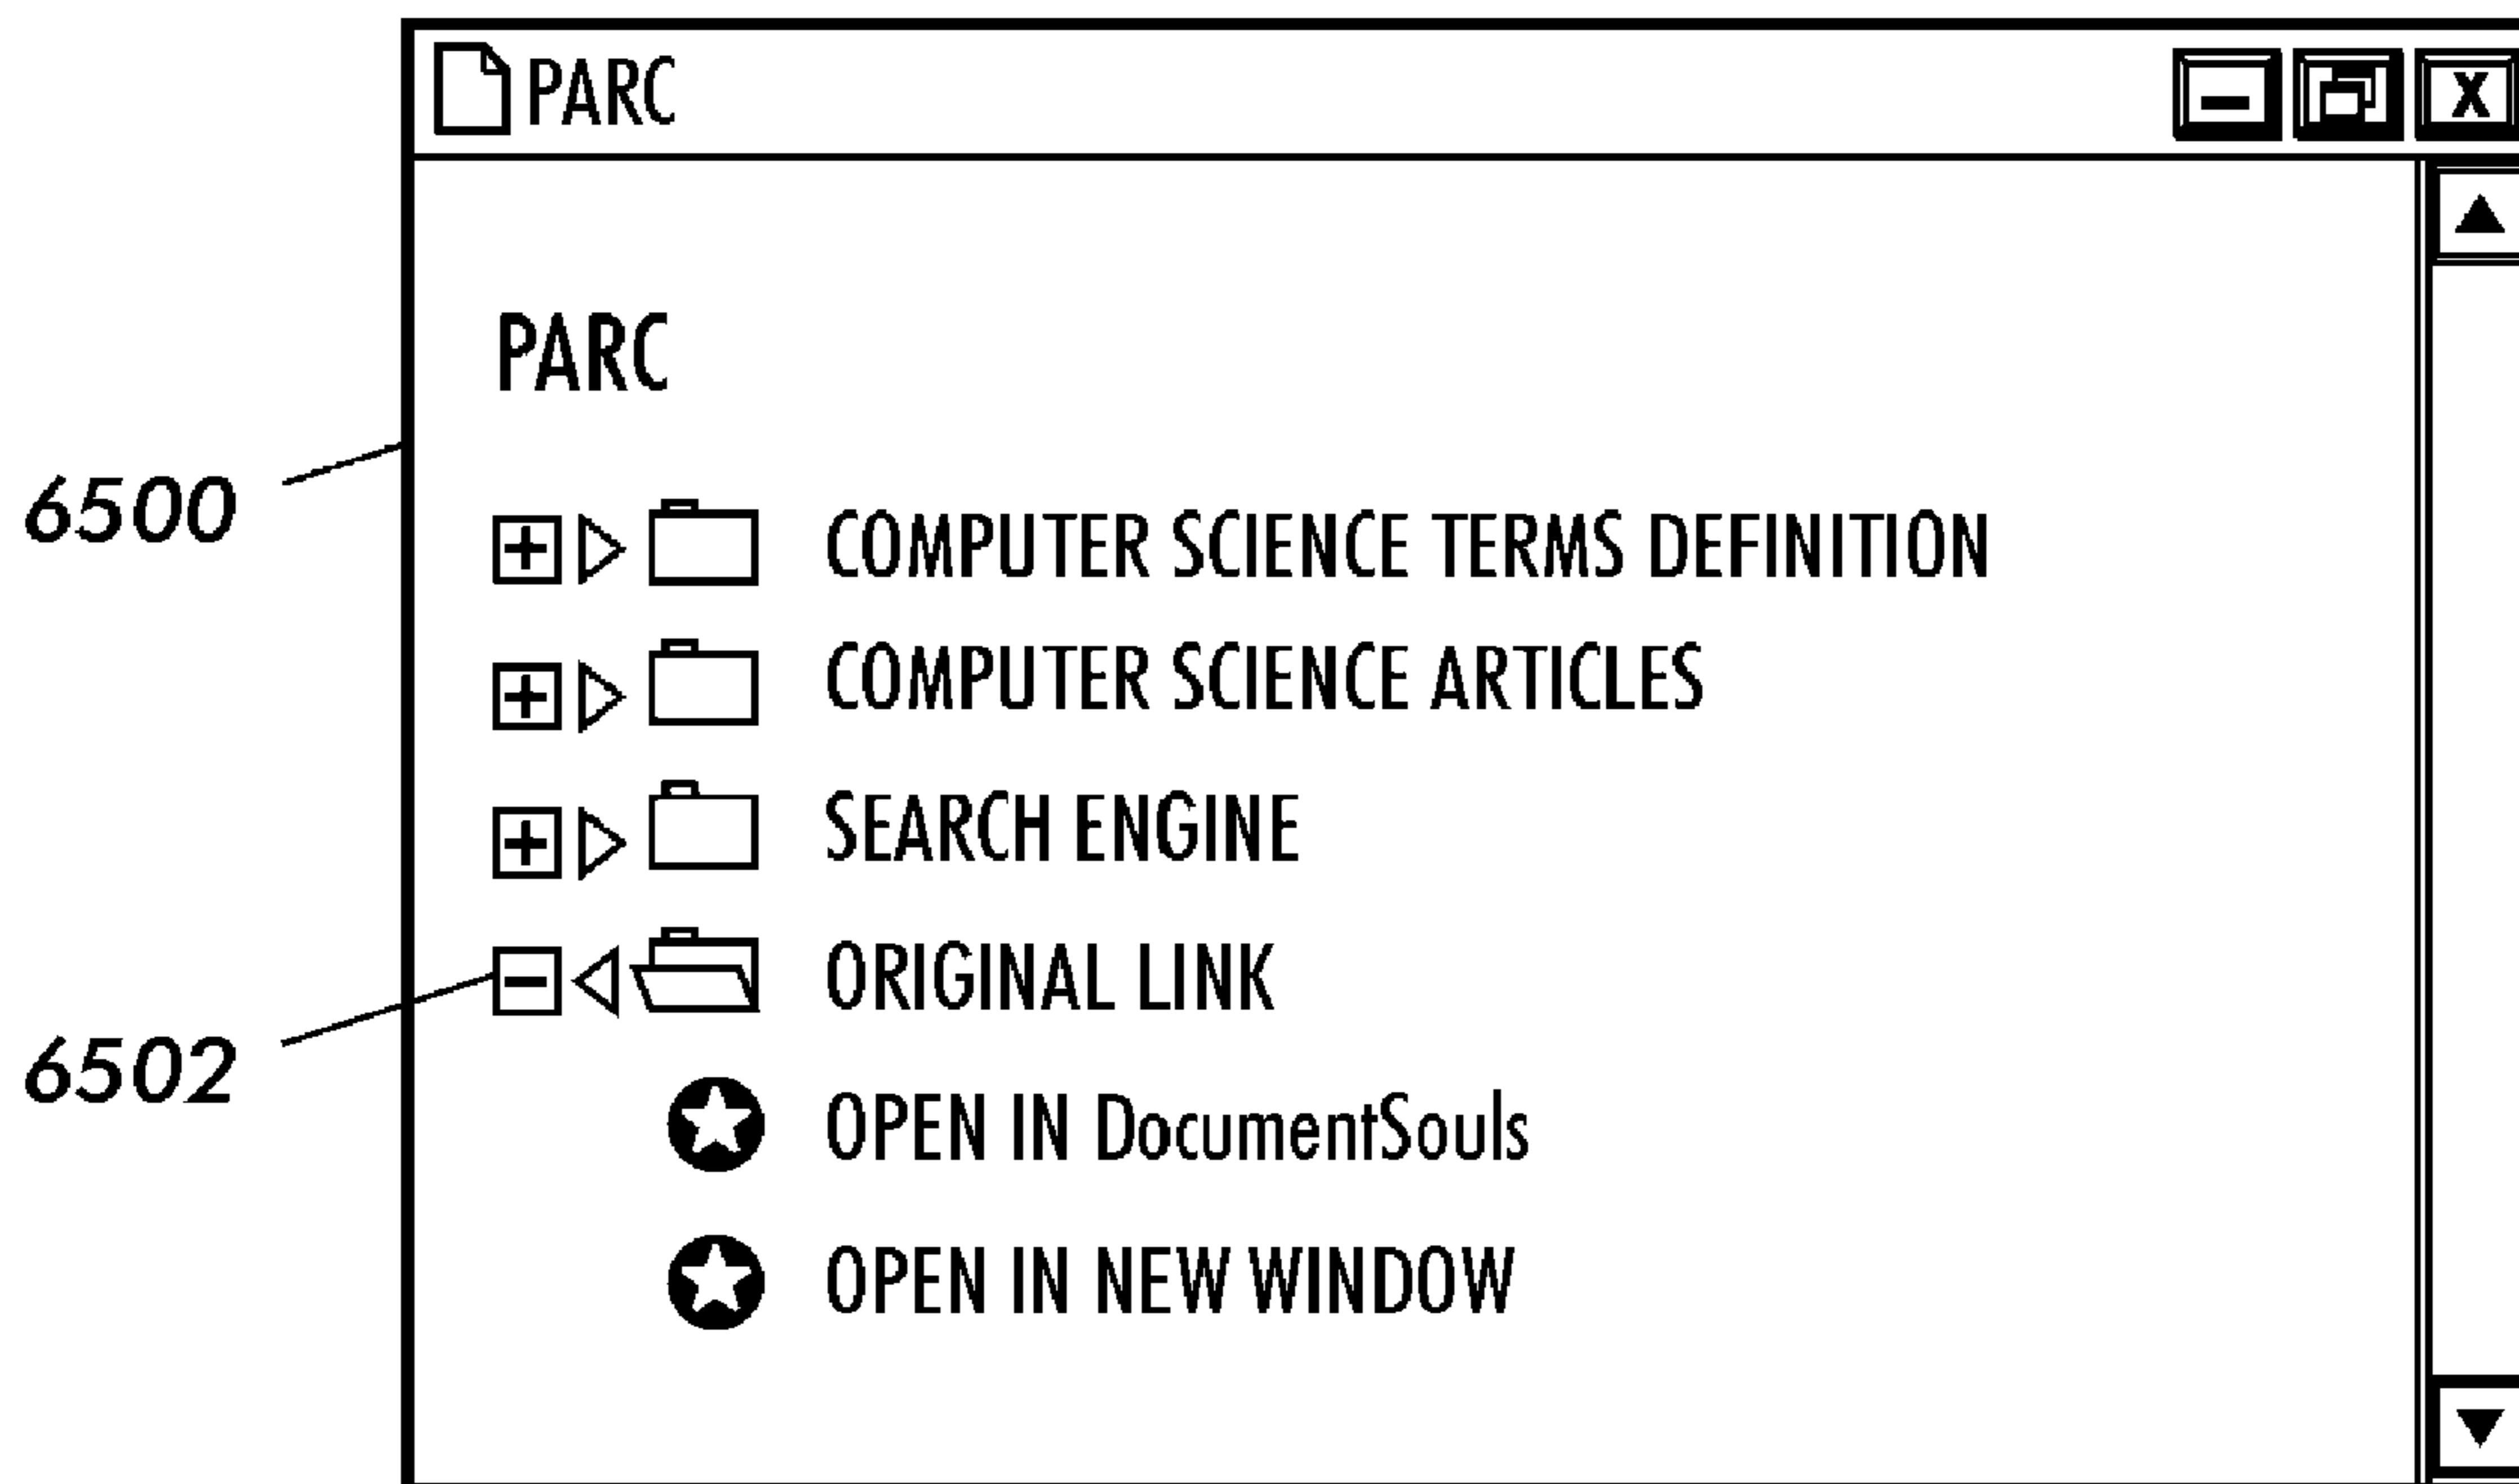 PARC
PARC
6500
COMPUTER SCIENCE TERMS DEFINITION
COMPUTER SCIENCE ARTICLES
SEARCH ENGINE
ORIGINAL LINK
6502
OPEN IN DocumentSouls
OPEN IN NEW WINDOW